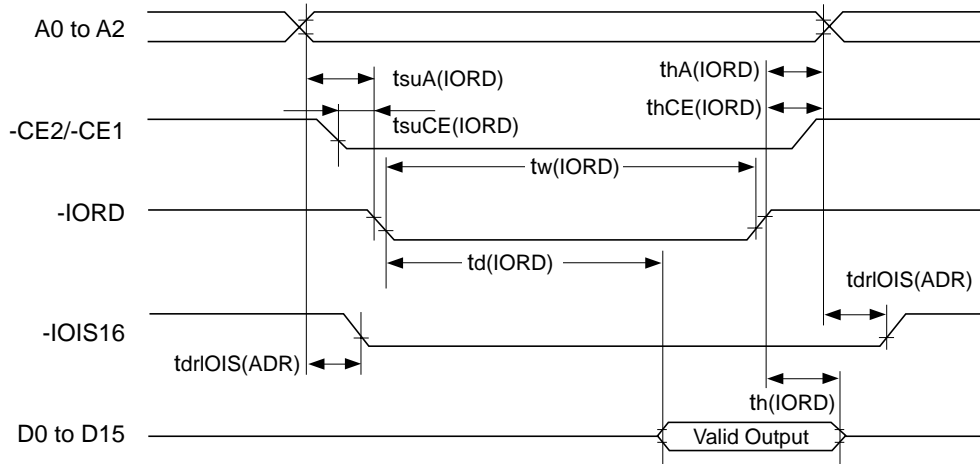 A0 to A2
tsuA(IORD)
thA(IORD)
thCE(IORD)
tsuCE(IORD)
-CE2/-CE1
tw(IORD)
-IORD
td(IORD)
tdrIOIS(ADR)
-IOIS16
tdrIOIS(ADR)
th(IORD)
D0 to D15
Valid Output